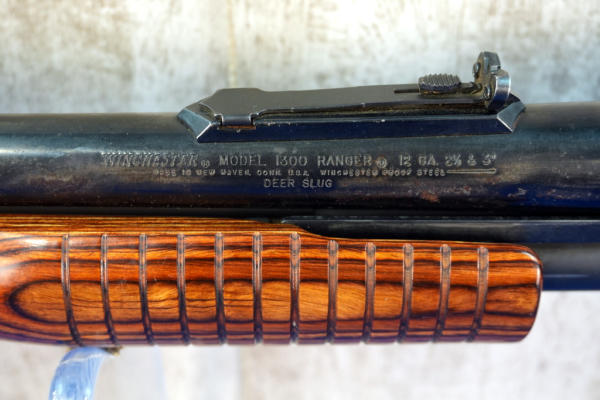 WINCHESTER® MODEL 1300 RANGER® 12 GA. 2¾ & 3"
MADE IN NEW HAVEN, CONN. U.S.A. WINCHESTER PROOF STEEL
DEER SLUG